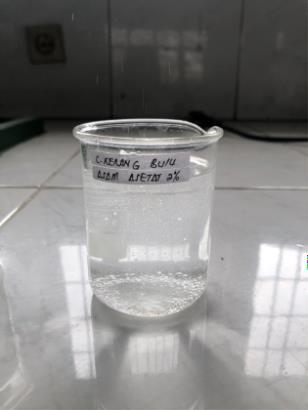 C. KERANG BULU
ASAM ASETAT 2%